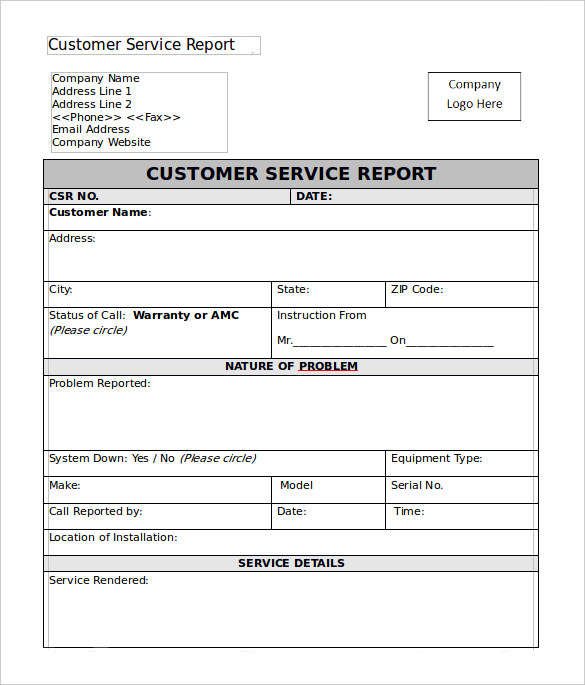 Customer Service Report
Company Name
Address Line 1
Address Line 2
<<Phone>> <<Fax>>
Email Address
Company Website
Company
Logo Here
CUSTOMER SERVICE REPORT
CSR NO. DATE:
Customer Name:
Address:
City: State: ZIP Code:
Status of Call: Warranty or AMC Instruction From
(Please circle)
Mr.________________ On_______________
NATURE OF PROBLEM
Problem Reported:
System Down: Yes / No (Please circle) Equipment Type:
Make: Model Serial No.
Call Reported by: Date: Time:
Location of Installation:
SERVICE DETAILS
Service Rendered: